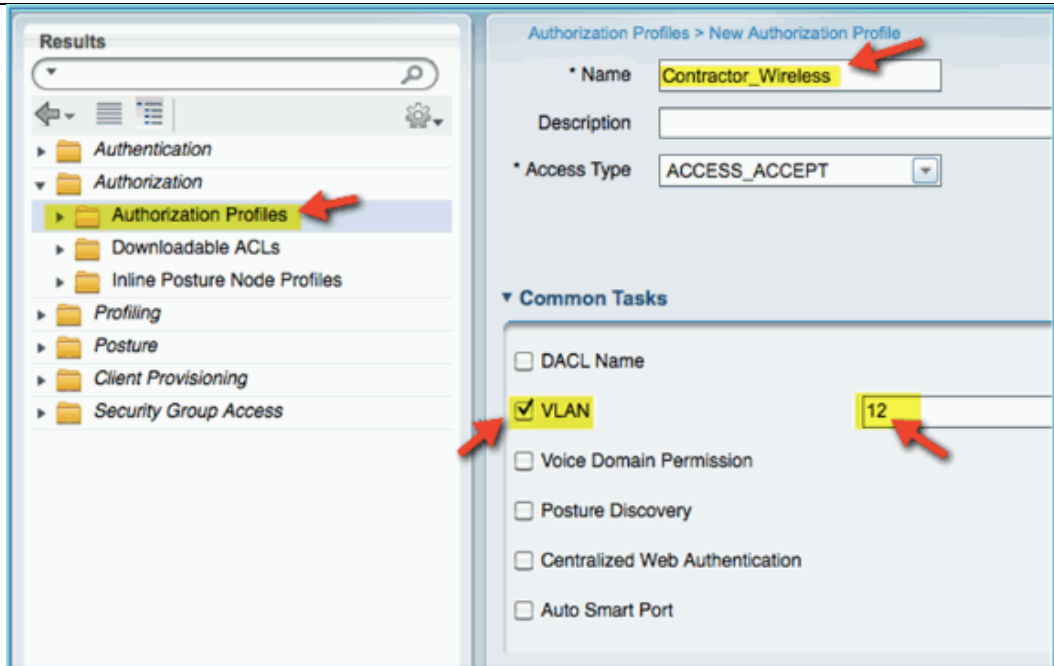 Results
Authentication
Authorization
Authorization Profiles
Downloadable ACLs
Inline Posture Node Profiles
Profiling
Posture
Client Provisioning
Security Group Access
Authorization Profiles > New Authorization Profile
* Name Contractor_Wireless
Description
* Access Type ACCESS_ACCEPT
Common Tasks
DACL Name
VLAN 12
Voice Domain Permission
Posture Discovery
Centralized Web Authentication
Auto Smart Port